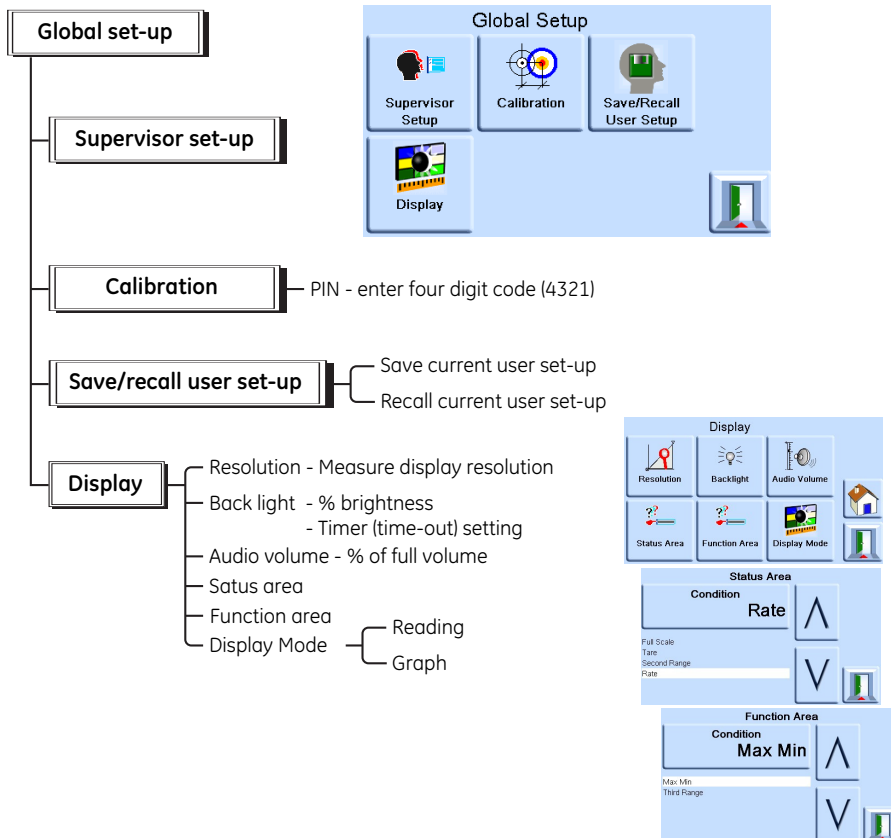 Global set-up
Supervisor set-up
Calibration
PIN - enter four digit code (4321)
Save/recall user set-up
Save current user set-up
Recall current user set-up
Display
Resolution - Measure display resolution
Back light - % brightness
- Timer (time-out) setting
Audio volume - % of full volume
Satus area
Function area
Display Mode
Reading
Graph
Global Setup
Supervisor Setup
Calibration
Save/Recall User Setup
Display
Display
Resolution
Backlight
Audio Volume
Status Area
Function Area
Display Mode
Status Area
Condition
Rate
Full Scale
Tare
Second Range
Rate
Function Area
Condition
Max Min
Max Min
Third Range